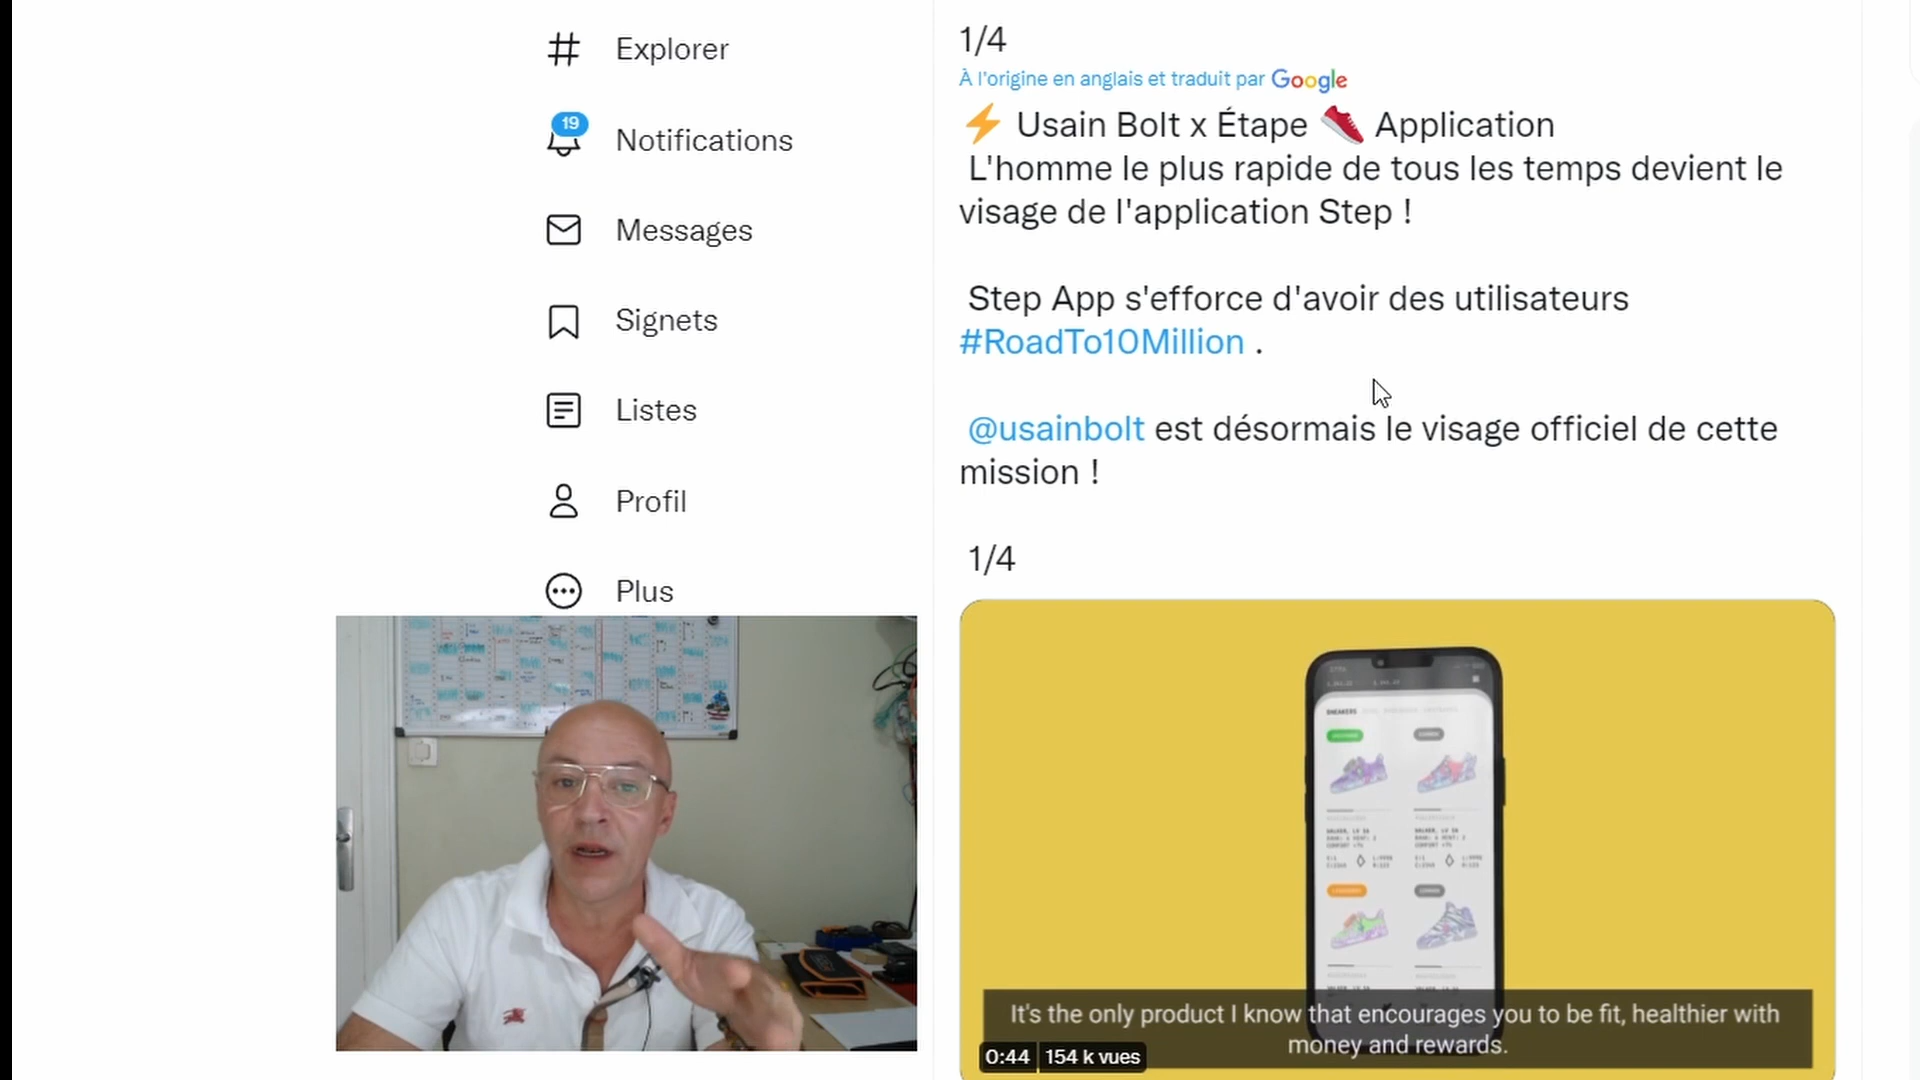 Explorer
19
Notifications
Messages
Signets
Listes
Profil
Plus
1/4
À l'origine en anglais et traduit par Google
⚡ Usain Bolt x Étape 👟 Application
L'homme le plus rapide de tous les temps devient le
visage de l'application Step !
Step App s'efforce d'avoir des utilisateurs
#RoadTo10Million .
@usainbolt est désormais le visage officiel de cette
mission !
1/4
SNEAKERS
It's the only product I know that encourages you to be fit, healthier with
money and rewards.
0:44 154 k vues